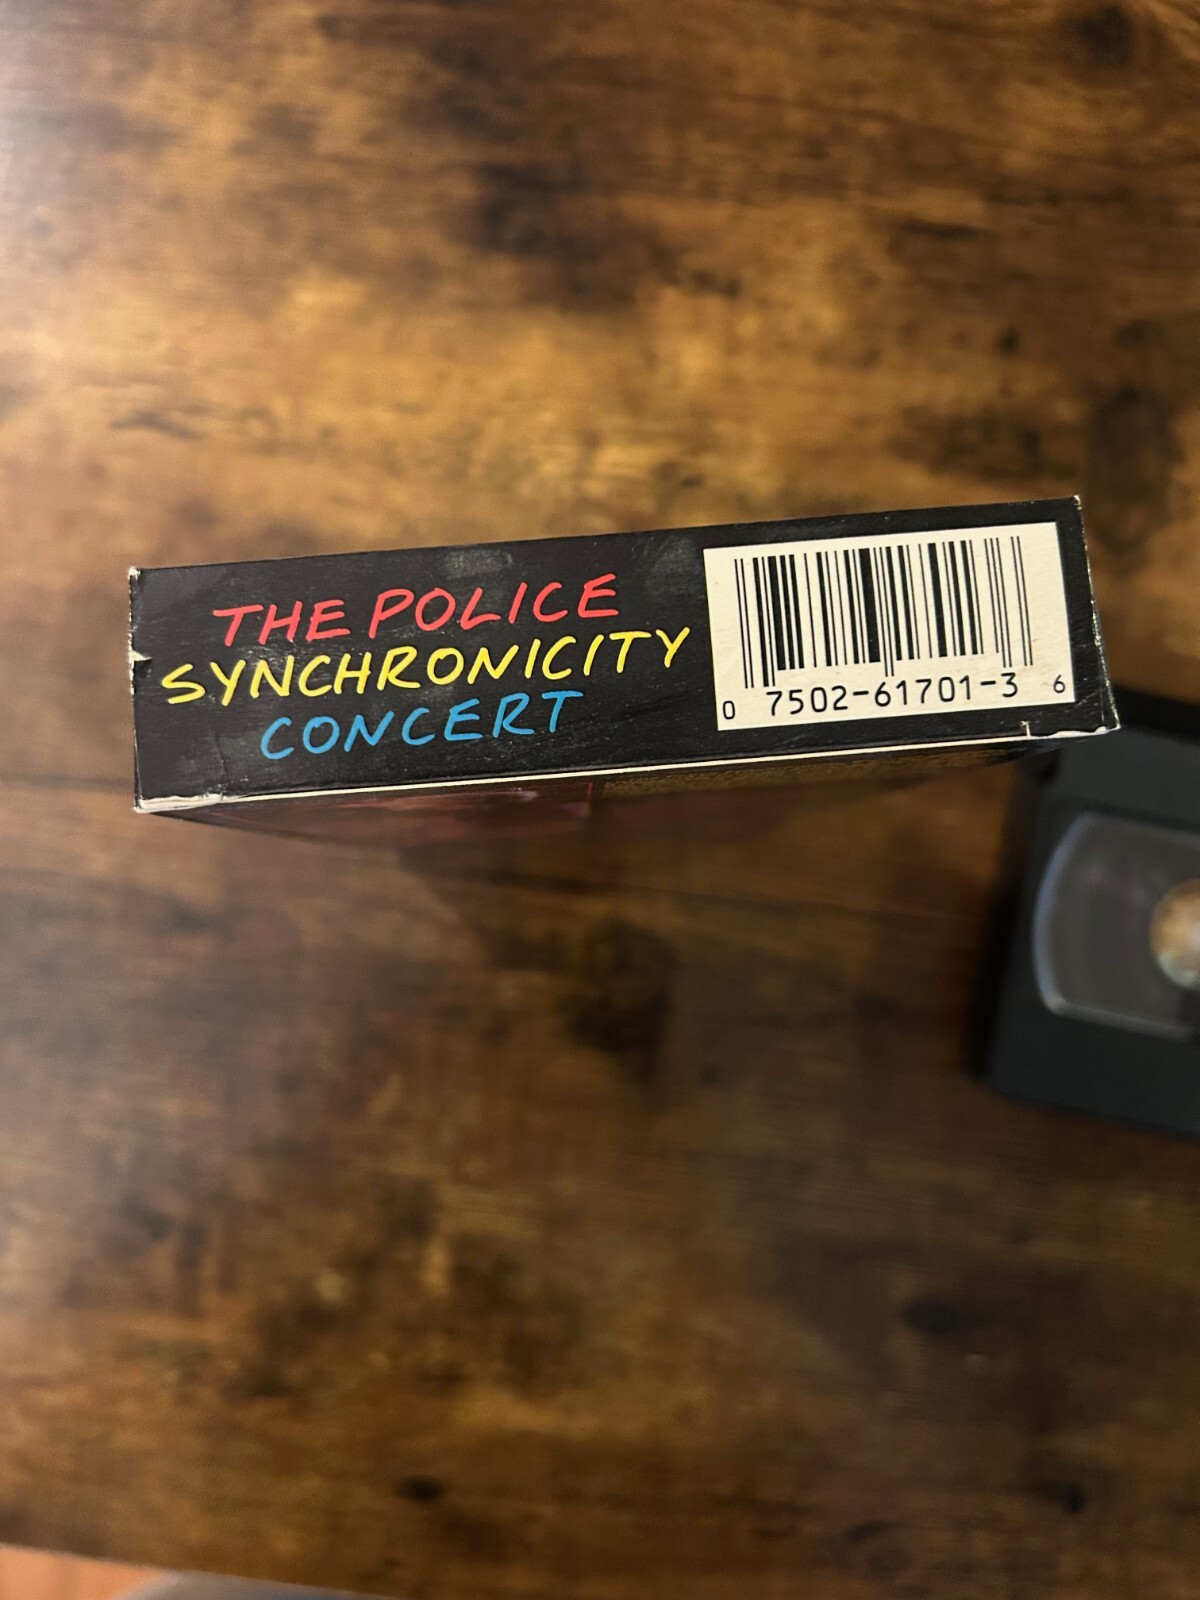 THE POLICE
SYNCHRONICITY
CONCERT
0 7502-61701-3 6